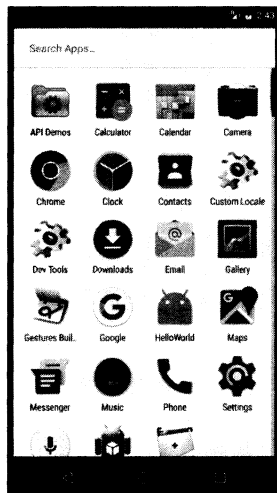 Search Apps...
API Demos Calculator Calendar Camera
Chrome Clock Contacts Custom Locale
Dev Tools Downloads Email Gallery
Gestures Buil.. Google HelloWorld Maps
Messenger Music Phone Settings